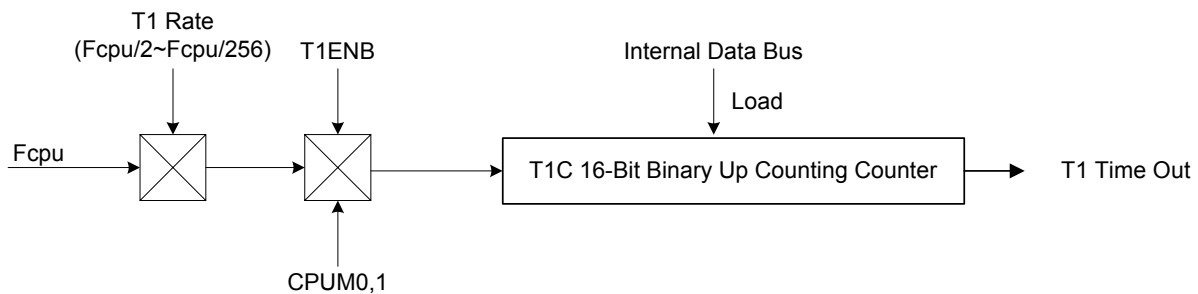 T1 Rate
(Fcpu/2~Fcpu/256)
T1ENB
Internal Data Bus
Load
Fcpu
T1C 16-Bit Binary Up Counting Counter
T1 Time Out
CPUM0,1